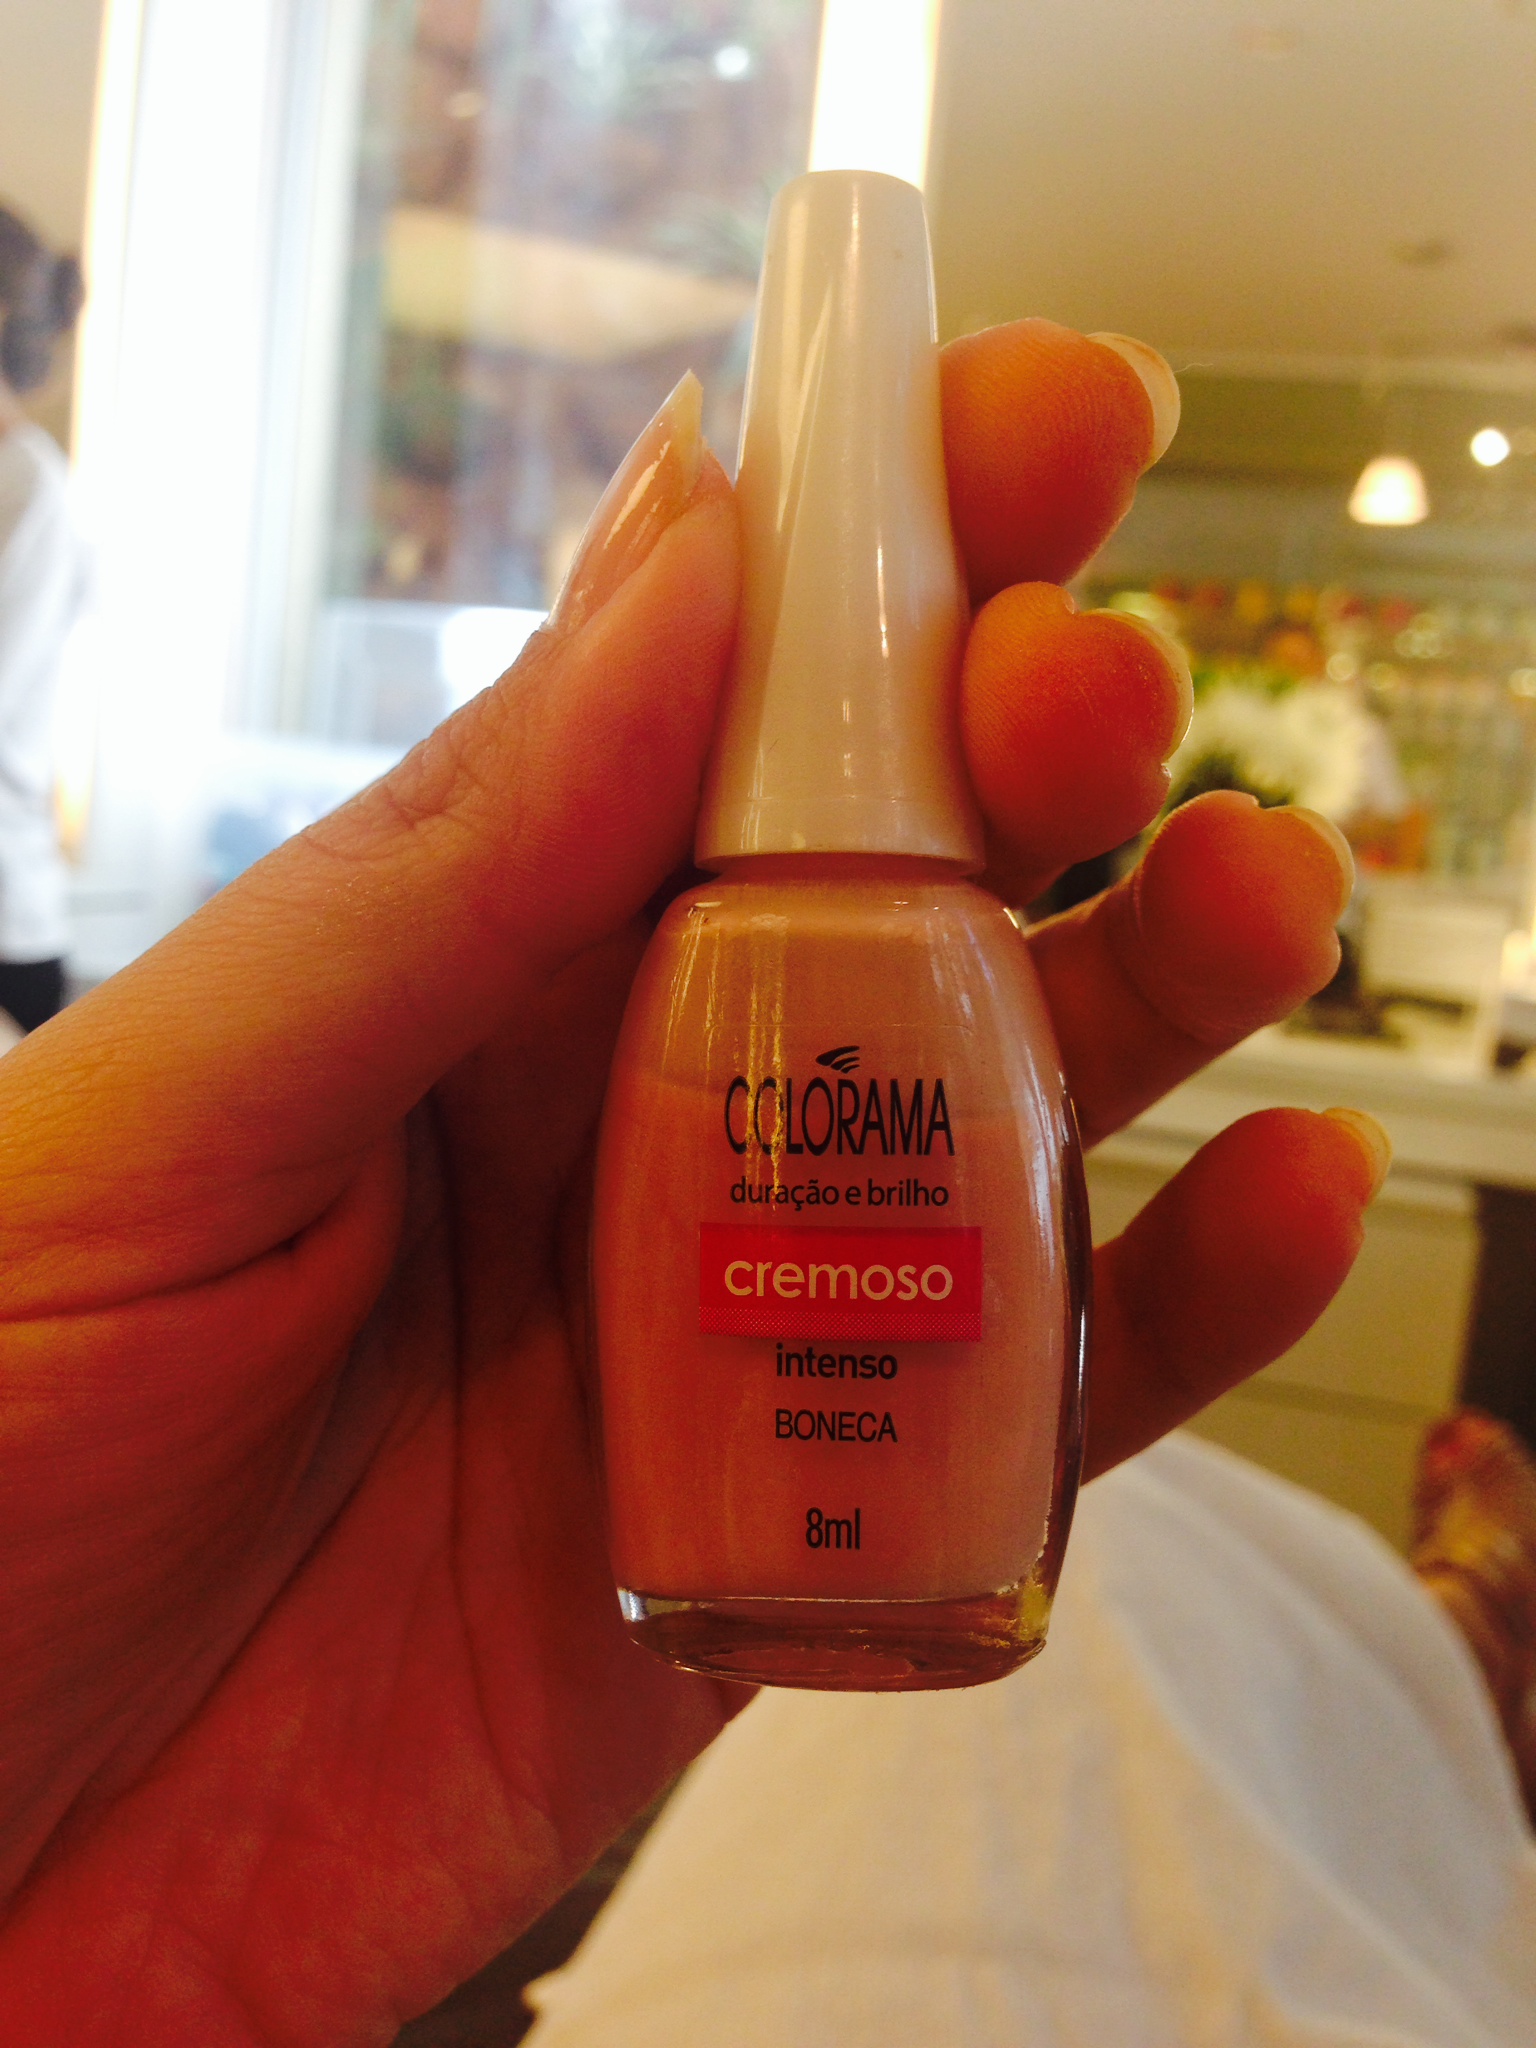 COLORAMA
duração e brilho
cremoso
intenso
BONECA
8ml